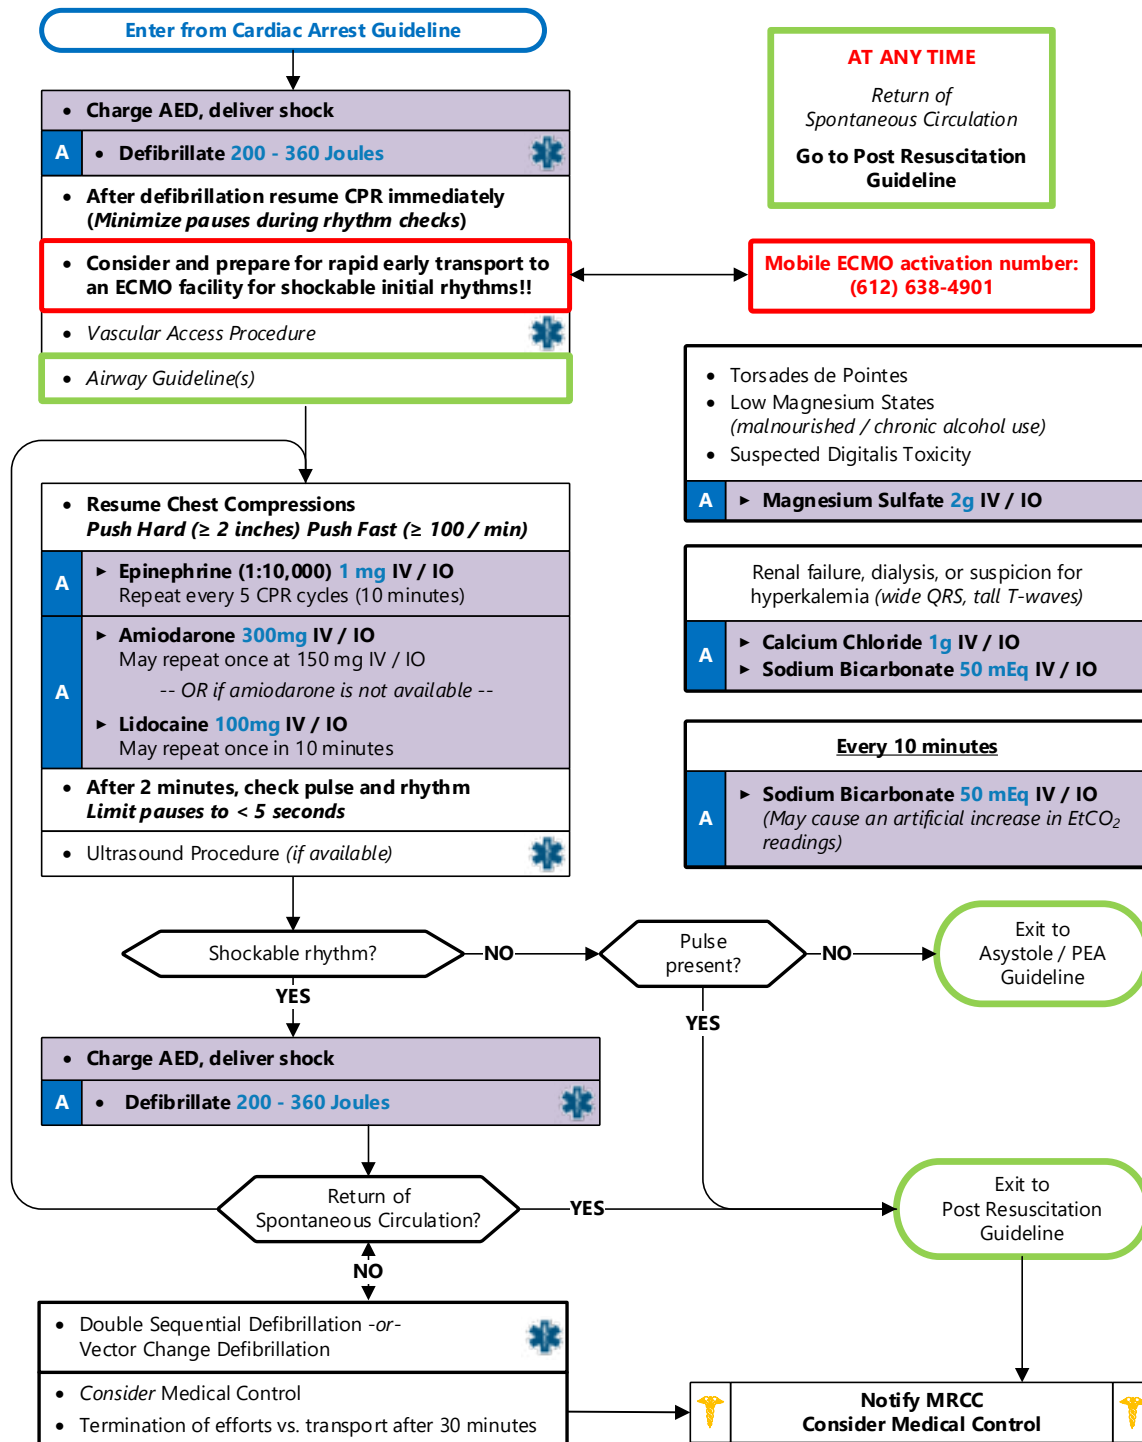 Enter from Cardiac Arrest Guideline
• Charge AED, deliver shock
A • Defibrillate 200 - 360 Joules
• After defibrillation resume CPR immediately
(Minimize pauses during rhythm checks)
• Consider and prepare for rapid early transport to
an ECMO facility for shockable initial rhythms!!
• Vascular Access Procedure
• Airway Guideline(s)
AT ANY TIME
Return of
Spontaneous Circulation
Go to Post Resuscitation
Guideline
Mobile ECMO activation number:
(612) 638-4901
• Torsades de Pointes
• Low Magnesium States
(malnourished / chronic alcohol use)
• Suspected Digitalis Toxicity
A ► Magnesium Sulfate 2g IV / IO
Renal failure, dialysis, or suspicion for
hyperkalemia (wide QRS, tall T-waves)
A ► Calcium Chloride 1g IV / IO
► Sodium Bicarbonate 50 mEq IV / IO
Every 10 minutes
A ► Sodium Bicarbonate 50 mEq IV / IO
(May cause an artificial increase in EtCO₂
readings)
• Resume Chest Compressions
Push Hard (≥ 2 inches) Push Fast (≥ 100 / min)
A ► Epinephrine (1:10,000) 1 mg IV / IO
Repeat every 5 CPR cycles (10 minutes)
A ► Amiodarone 300mg IV / IO
May repeat once at 150 mg IV / IO
-- OR if amiodarone is not available --
► Lidocaine 100mg IV / IO
May repeat once in 10 minutes
• After 2 minutes, check pulse and rhythm
Limit pauses to < 5 seconds
• Ultrasound Procedure (if available)
Shockable rhythm?
NO
Pulse
present?
NO
Exit to
Asystole / PEA
Guideline
YES
YES
• Charge AED, deliver shock
A • Defibrillate 200 - 360 Joules
Return of
Spontaneous Circulation?
YES
Exit to
Post Resuscitation
Guideline
NO
• Double Sequential Defibrillation -or-
Vector Change Defibrillation
• Consider Medical Control
• Termination of efforts vs. transport after 30 minutes
Notify MRCC
Consider Medical Control